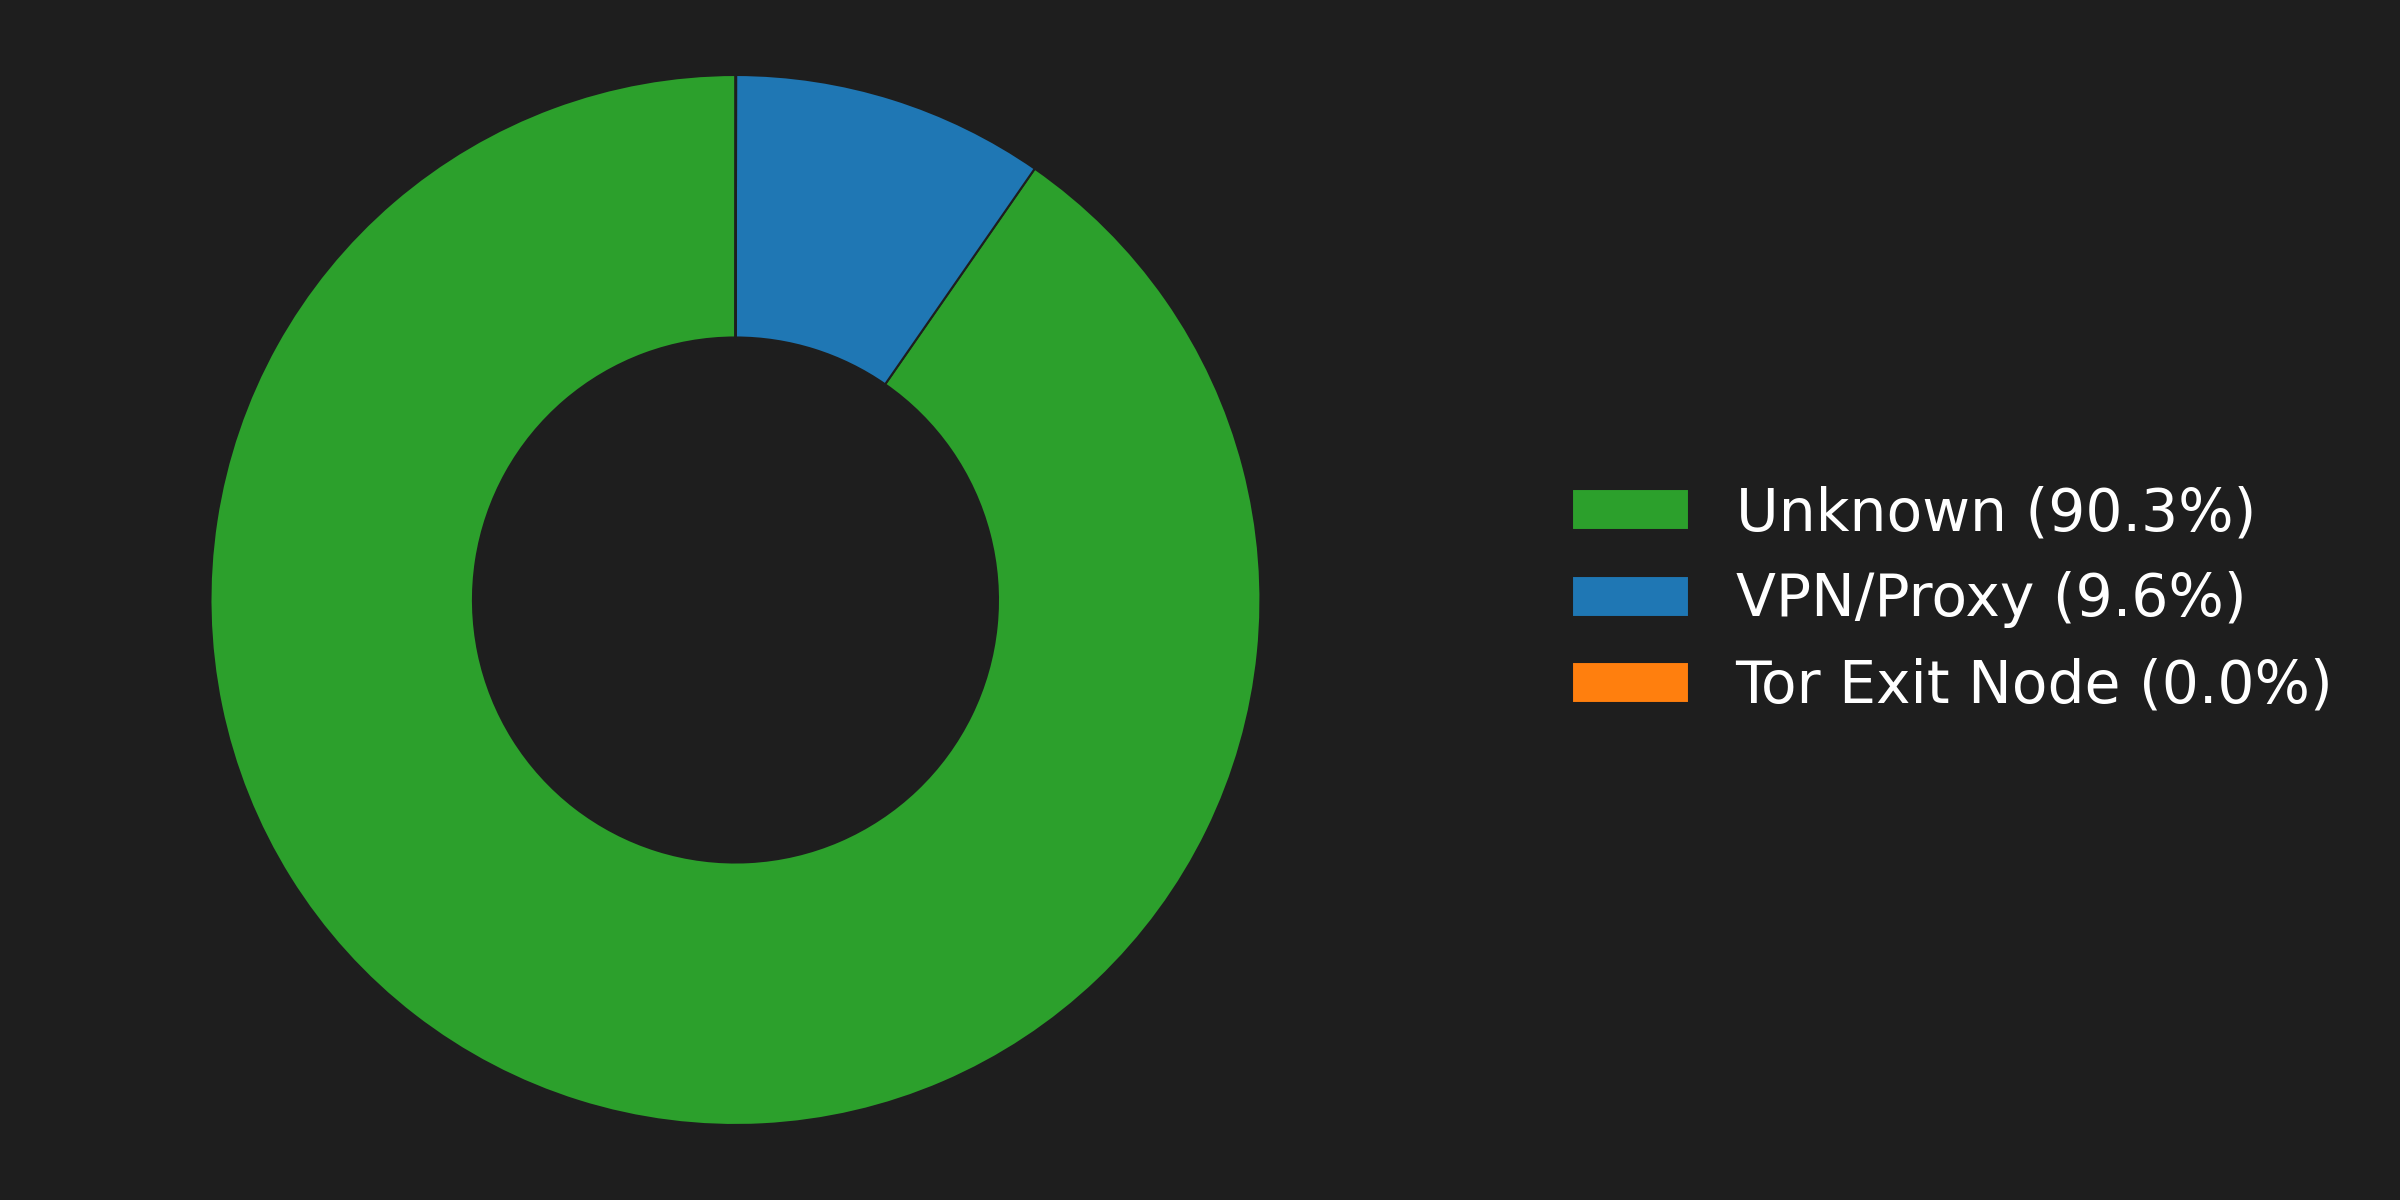 Unknown (90.3%)
VPN/Proxy (9.6%)
Tor Exit Node (0.0%)